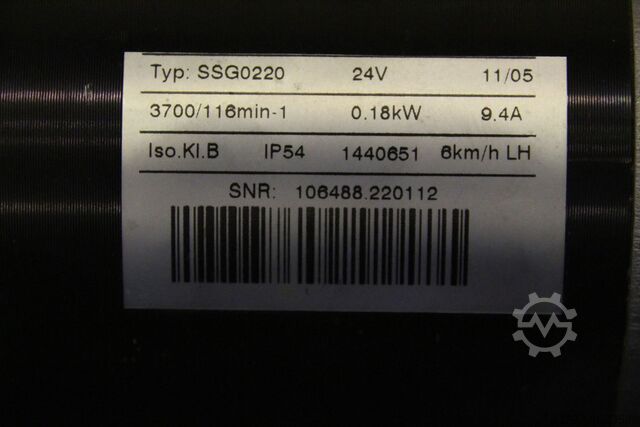 Typ: SSG0220 24V 11/05
3700/116min-1 0.18kW 9.4A
Iso.Kl.B IP54 1440651 6km/h LH
SNR: 106488.220112